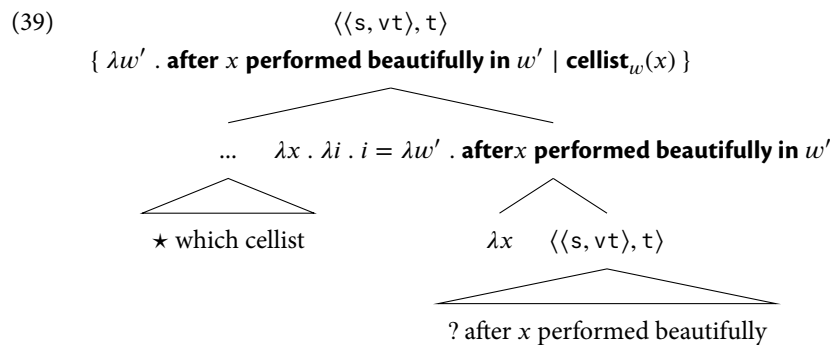 (39) ⟨⟨s, vt⟩, t⟩
{ λw′ . after x performed beautifully in w′ | cellist_w(x) }
... λx . λi . i = λw′ . afterx performed beautifully in w′
⋆ which cellist λx ⟨⟨s, vt⟩, t⟩
? after x performed beautifully